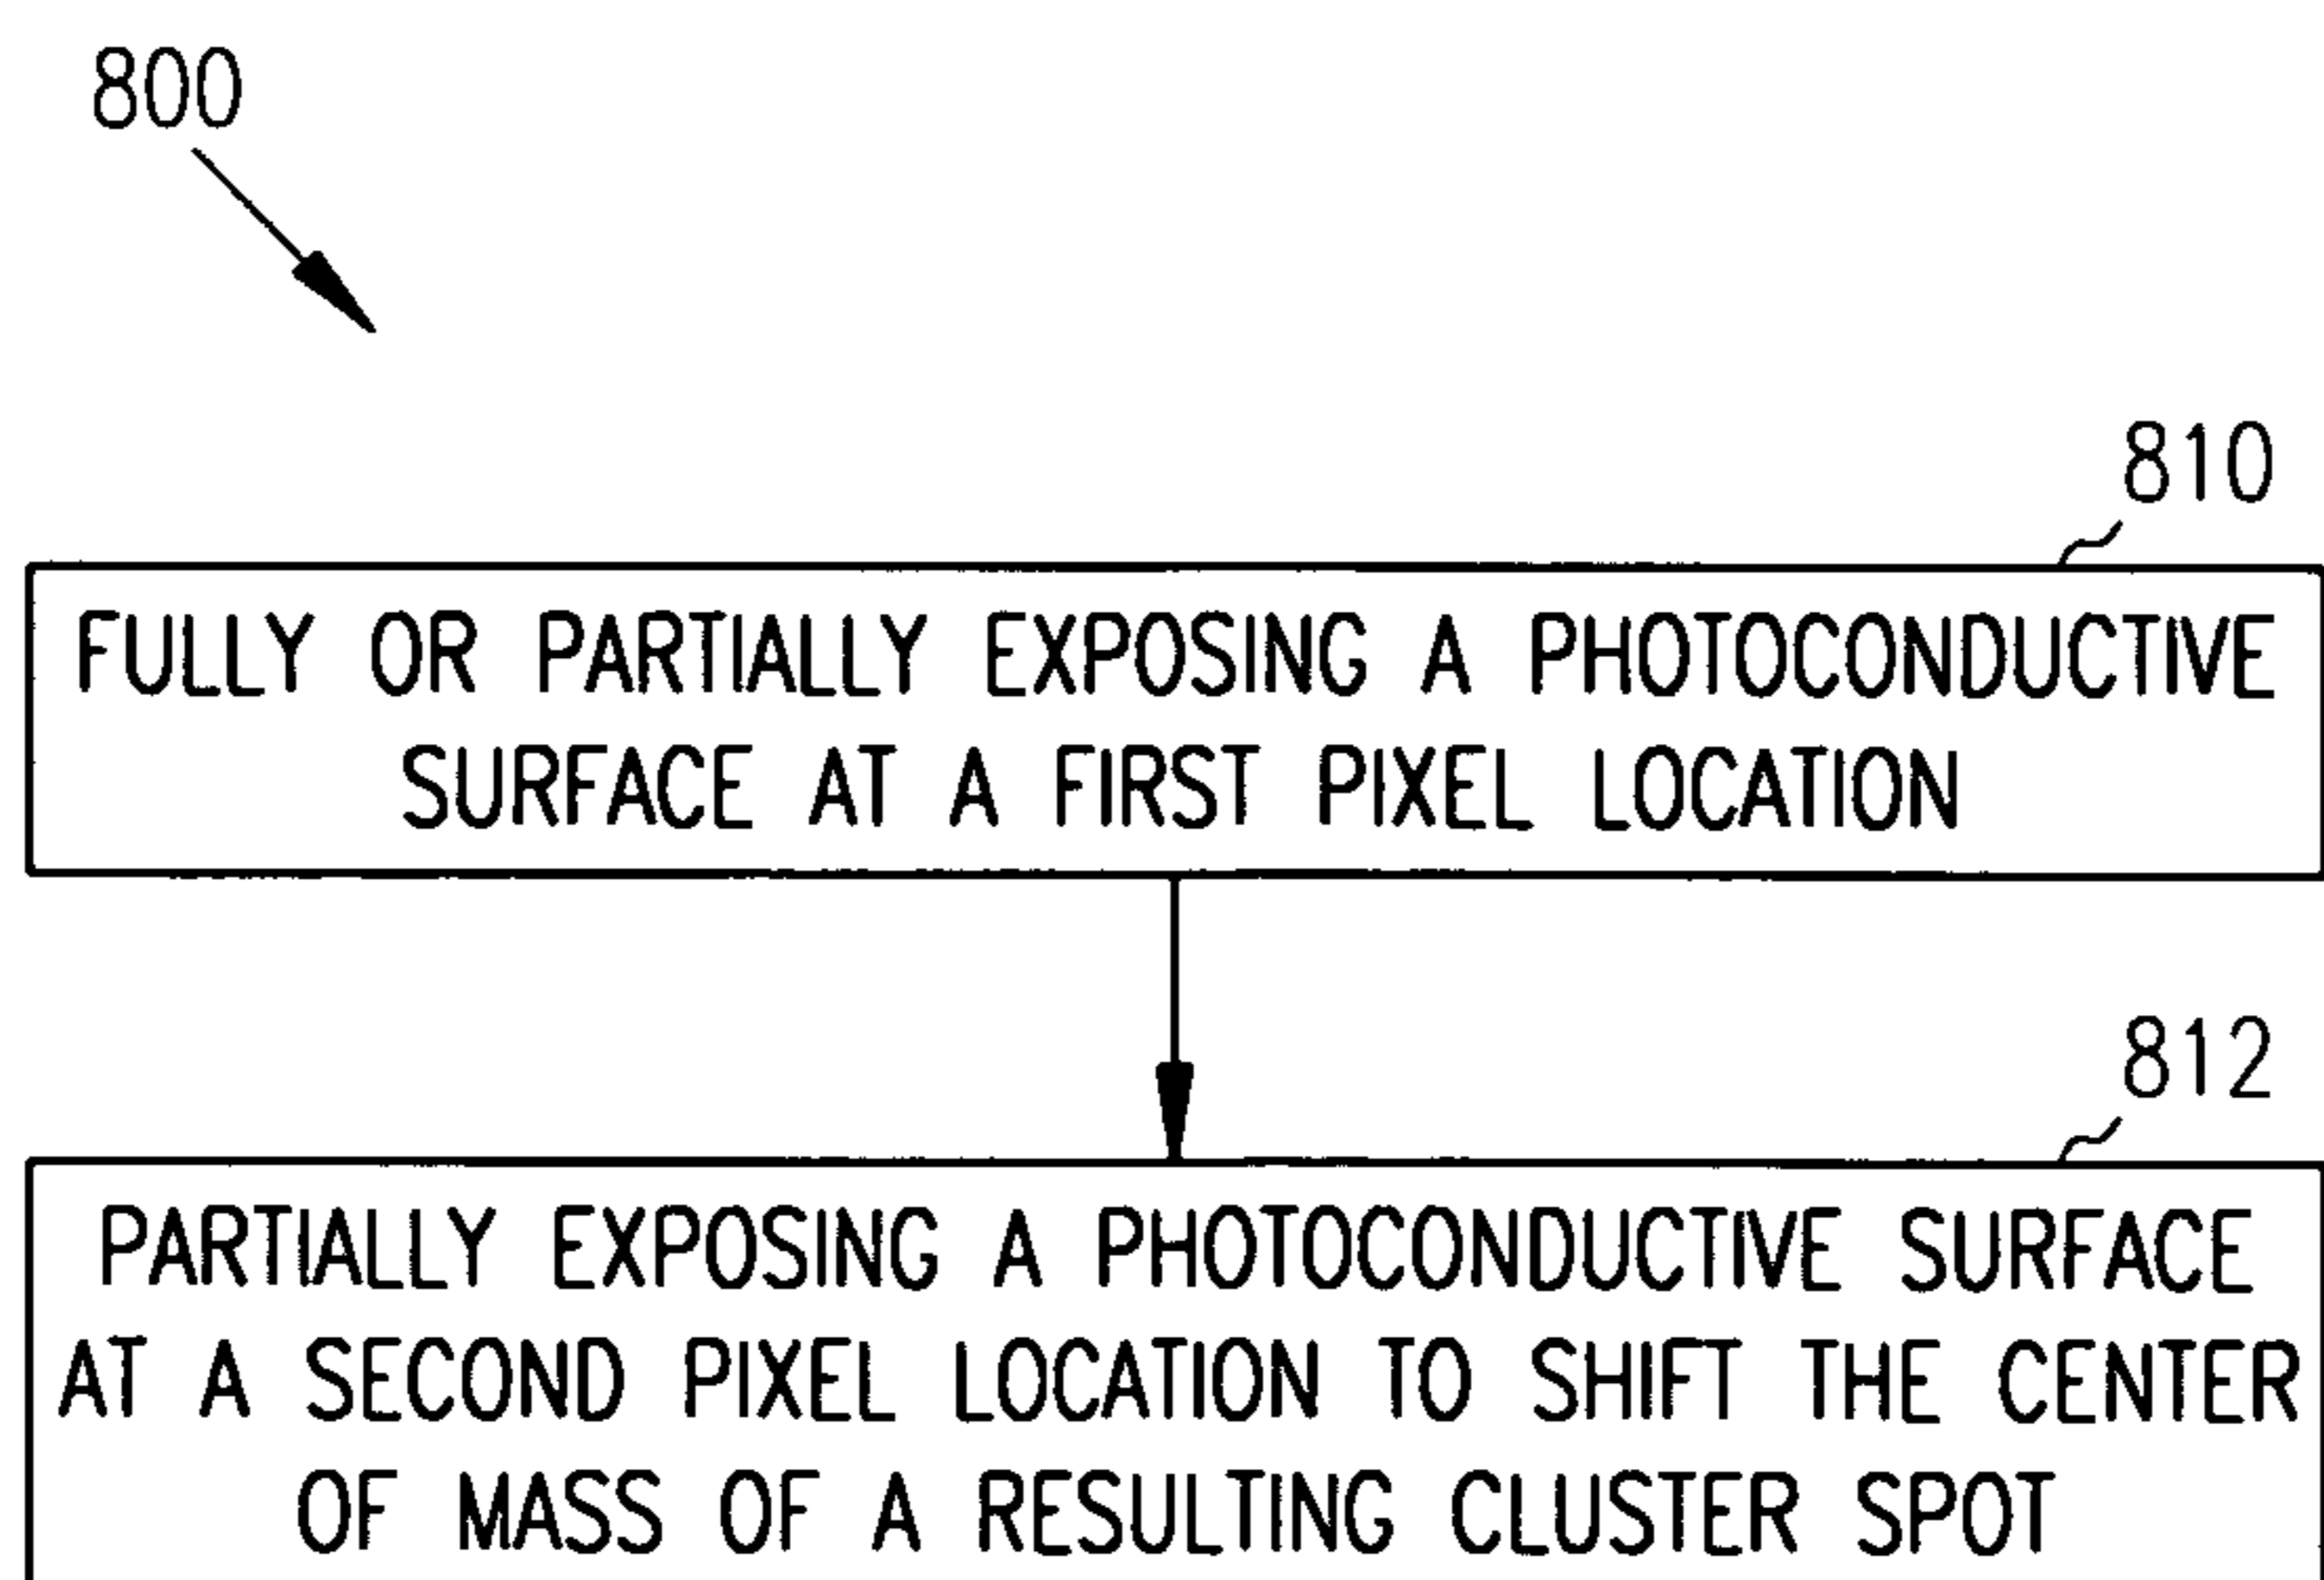 800
810
FULLY OR PARTIALLY EXPOSING A PHOTOCONDUCTIVE
SURFACE AT A FIRST PIXEL LOCATION
812
PARTIALLY EXPOSING A PHOTOCONDUCTIVE SURFACE
AT A SECOND PIXEL LOCATION TO SHIFT THE CENTER
OF MASS OF A RESULTING CLUSTER SPOT